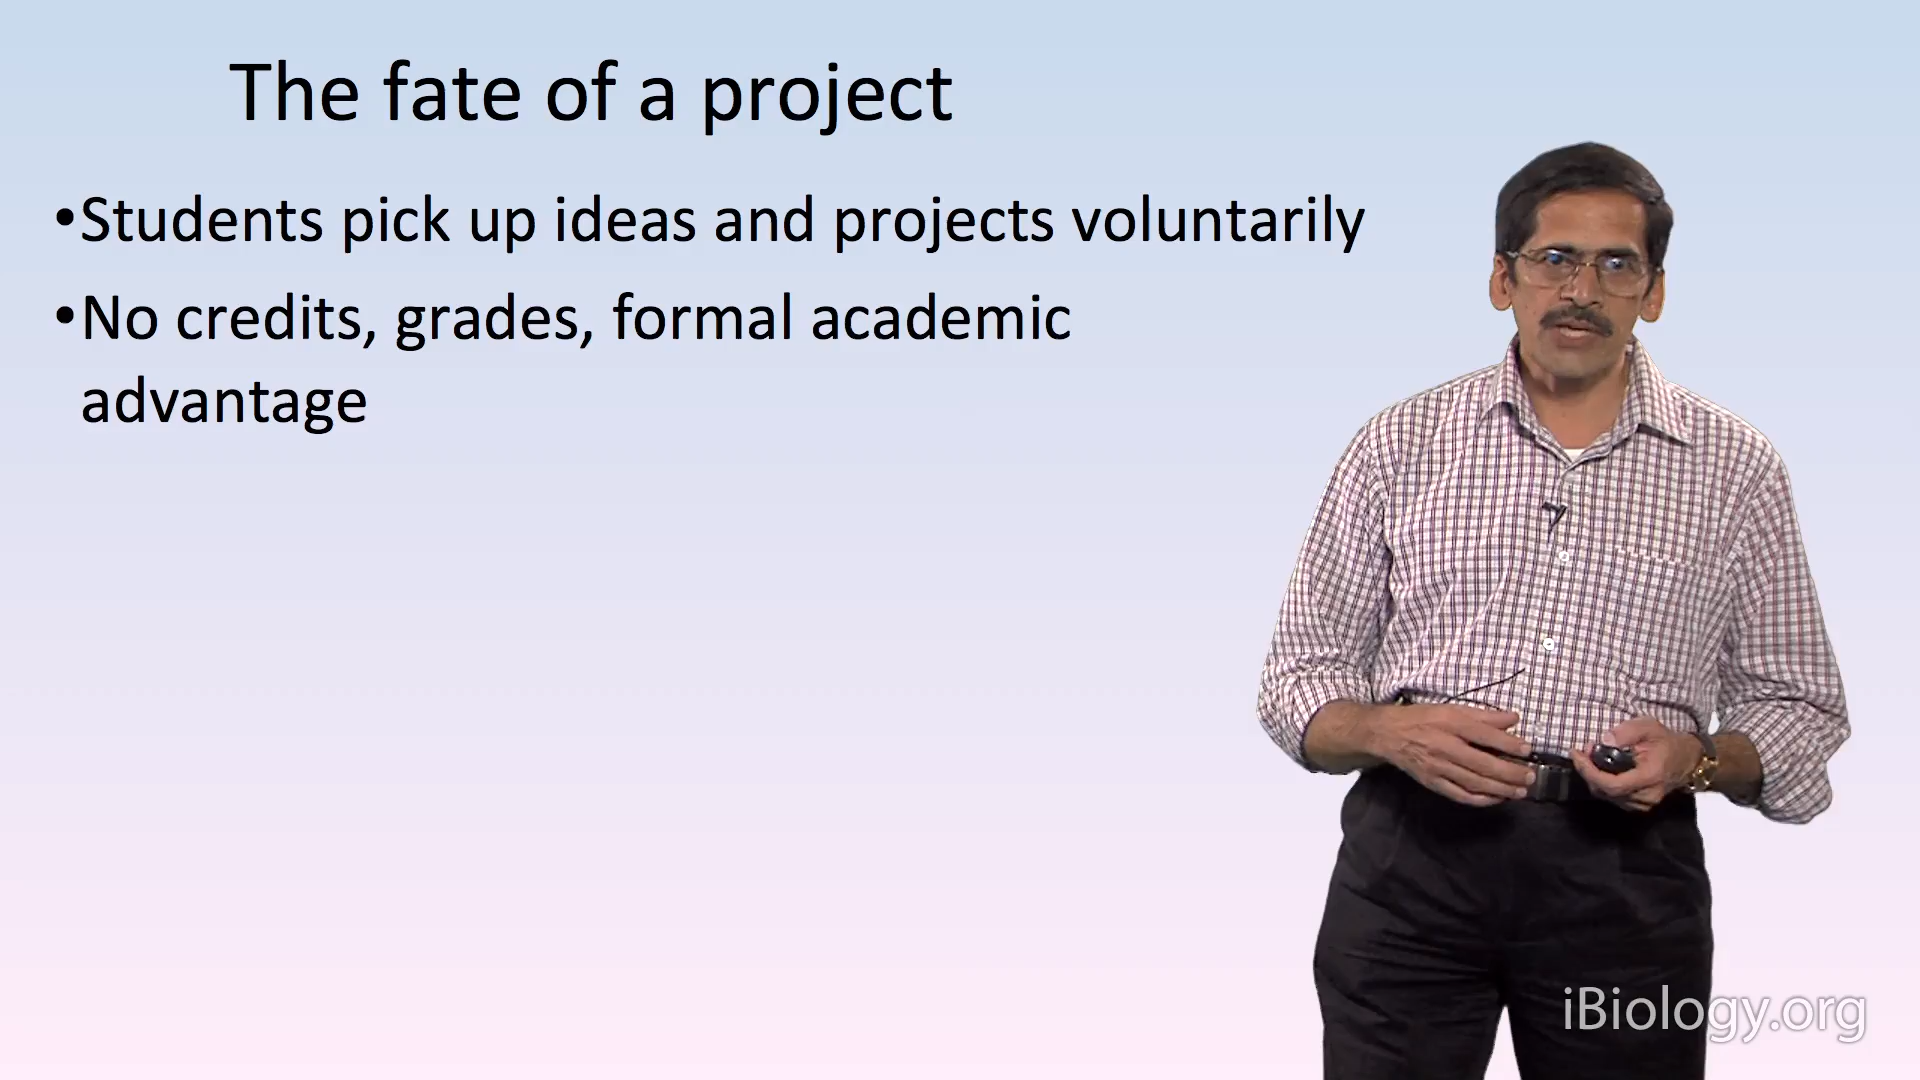 The fate of a project
•Students pick up ideas and projects voluntarily
•No credits, grades, formal academic
advantage
iBiology.org